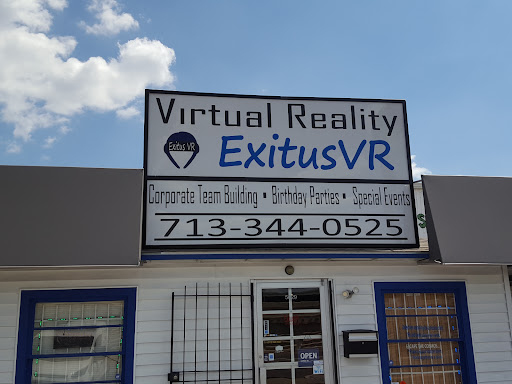 Virtual Reality
Exitus VR
ExitusVR
Corporate Team Building • Birthday Parties • Special Events
713-344-0525
OPEN